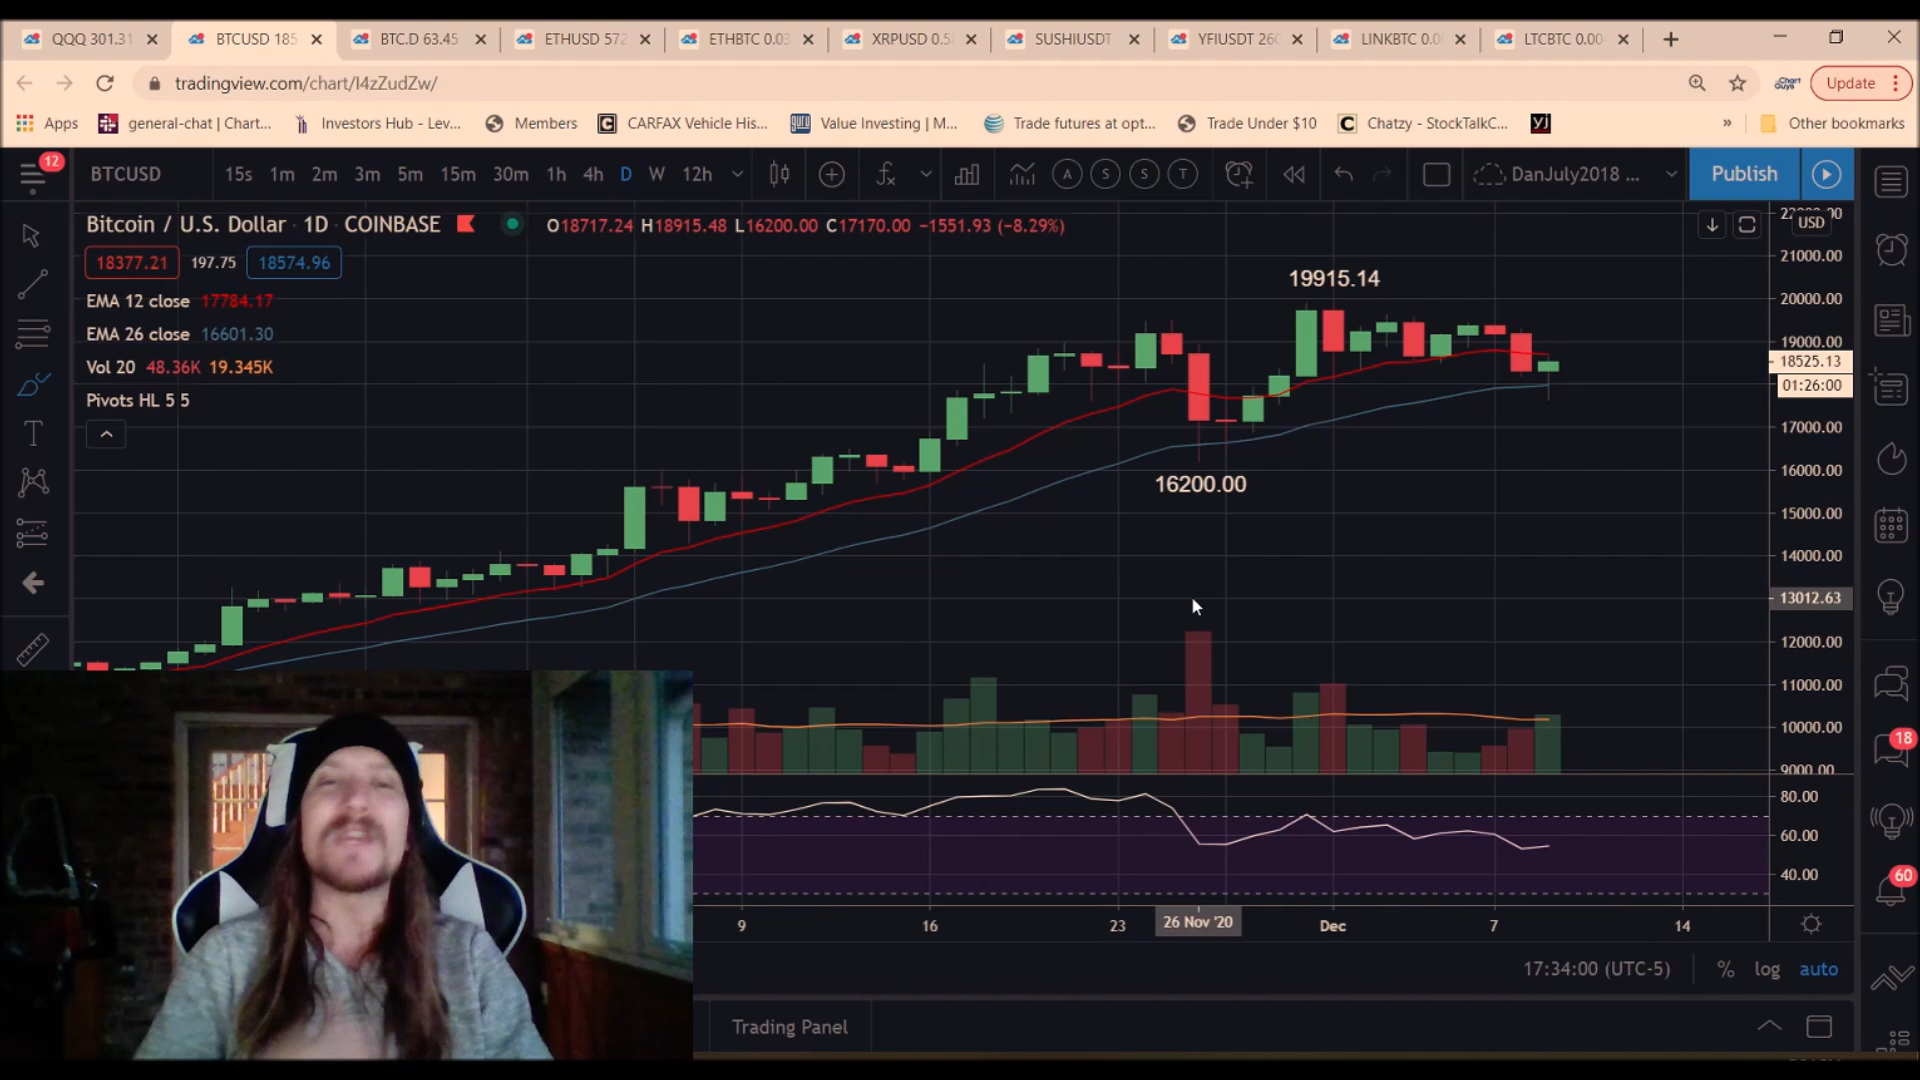 QQQ 301.31
BTCUSD 185
BTC.D 63.45
ETHUSD 572
ETHBTC 0.03
XRPUSD 0.5
SUSHIUSDT
YFIUSDT 260
LINKBTC 0.0
LTCBTC 0.00
tradingview.com/chart/I4zZudZw/
Chart
guys
Update
Apps
general-chat | Chart...
Investors Hub - Lev...
Members
CARFAX Vehicle His...
guru
Value Investing | M...
Trade futures at opt...
Trade Under $10
Chatzy - StockTalkC...
yj
»
Other bookmarks
12
BTCUSD
15s 1m 2m 3m 5m 15m 30m 1h 4h D W 12h
A S S T
DanJuly2018 ...
Publish
Bitcoin / U.S. Dollar · 1D · COINBASE
O18717.24 H18915.48 L16200.00 C17170.00 −1551.93 (−8.29%)
USD
18377.21 197.75 18574.96
EMA 12 close 17784.17
EMA 26 close 16601.30
Vol 20 48.36K 19.345K
Pivots HL 5 5
19915.14
16200.00
21000.00
20000.00
19000.00
18525.13
01:26:00
17000.00
16000.00
15000.00
14000.00
13012.63
12000.00
11000.00
10000.00
9000.00
80.00
60.00
40.00
18
60
9
16
23
26 Nov '20
Dec
7
14
17:34:00 (UTC-5)
% log auto
Trading Panel